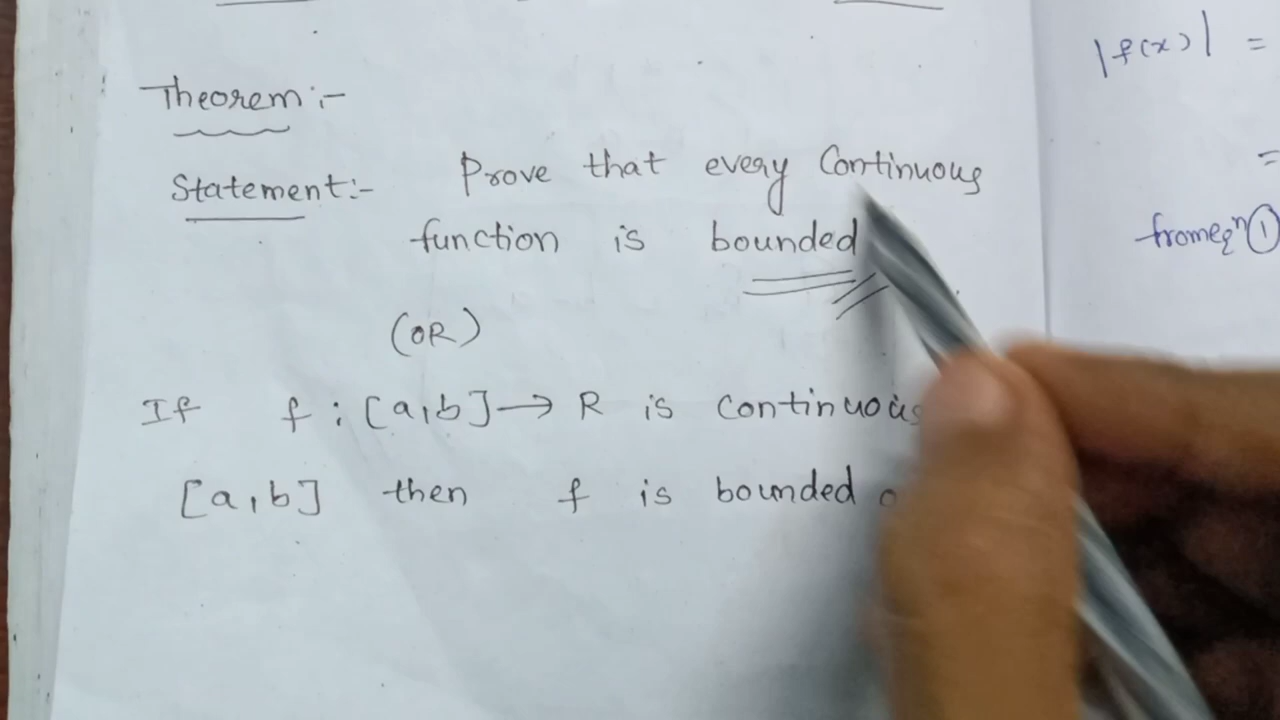 Theorem :-
Statement:- Prove that every Continuous
function is bounded
(OR)
If f : [a,b] → R is continuous
[a,b] then f is bounded
|f(x)| =
=
from eqn ①